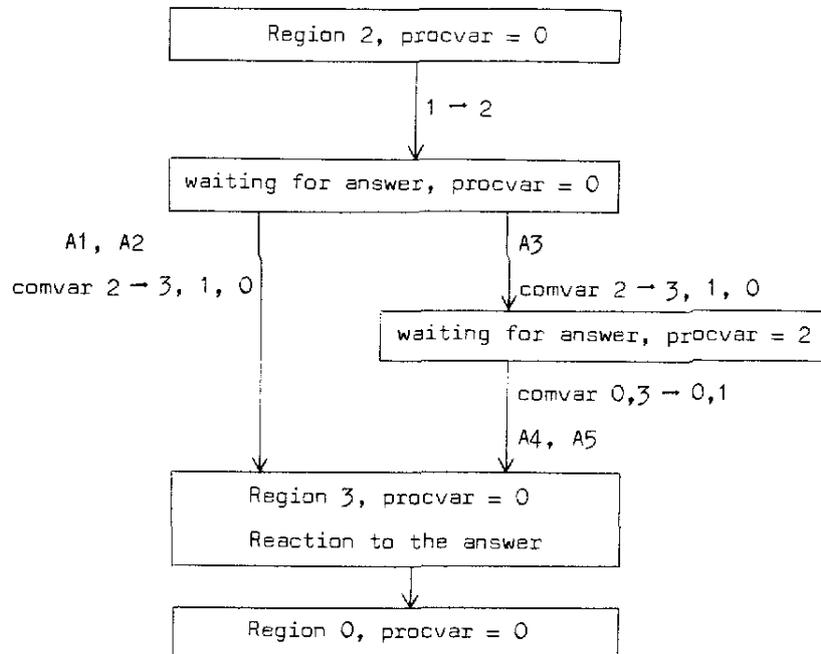 Region 2, procvar = 0
1 → 2
waiting for answer, procvar = 0
A1, A2
comvar 2 → 3, 1, 0
A3
comvar 2 → 3, 1, 0
waiting for answer, procvar = 2
comvar 0,3 → 0,1
A4, A5
Region 3, procvar = 0
Reaction to the answer
Region 0, procvar = 0